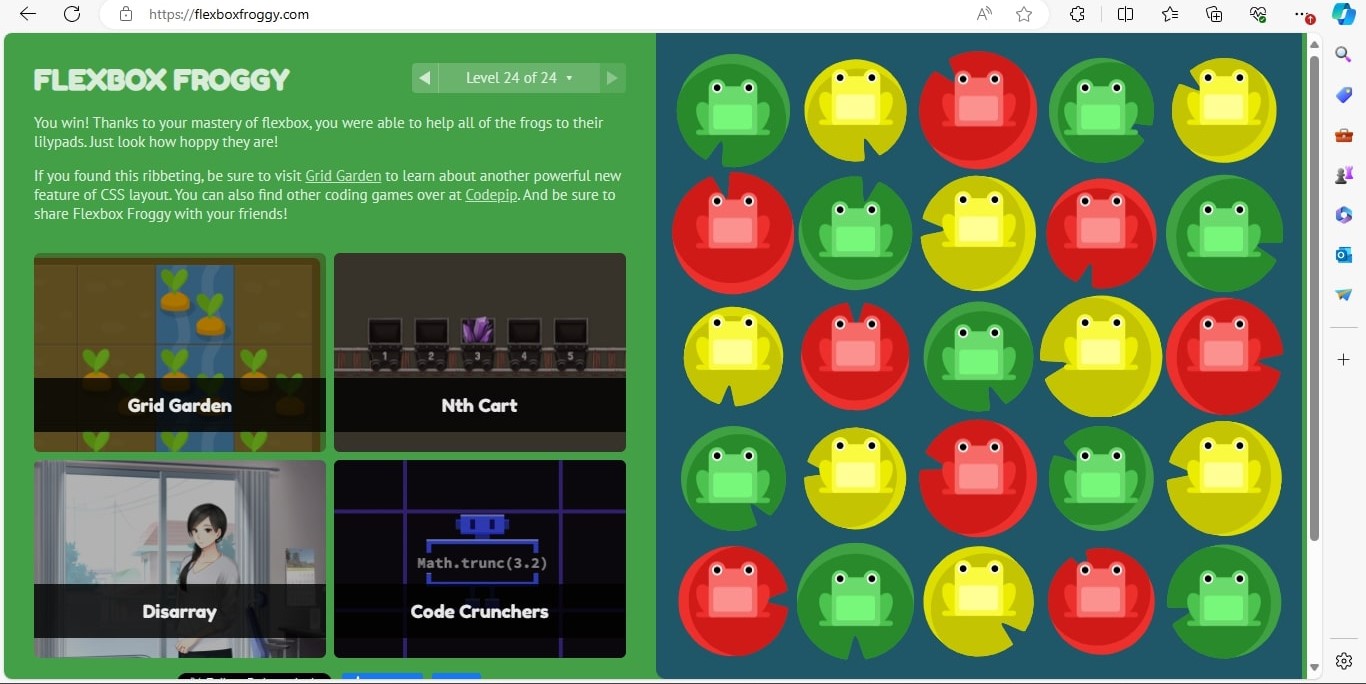 https://flexboxfroggy.com
FLEXBOX FROGGY
Level 24 of 24
You win! Thanks to your mastery of flexbox, you were able to help all of the frogs to their
lilypads. Just look how hoppy they are!
If you found this ribbeting, be sure to visit Grid Garden to learn about another powerful new
feature of CSS layout. You can also find other coding games over at Codepip. And be sure to
share Flexbox Froggy with your friends!
1 2 3 4 5
Grid Garden
Nth Cart
Math.trunc(3.2)
Disarray
Code Crunchers